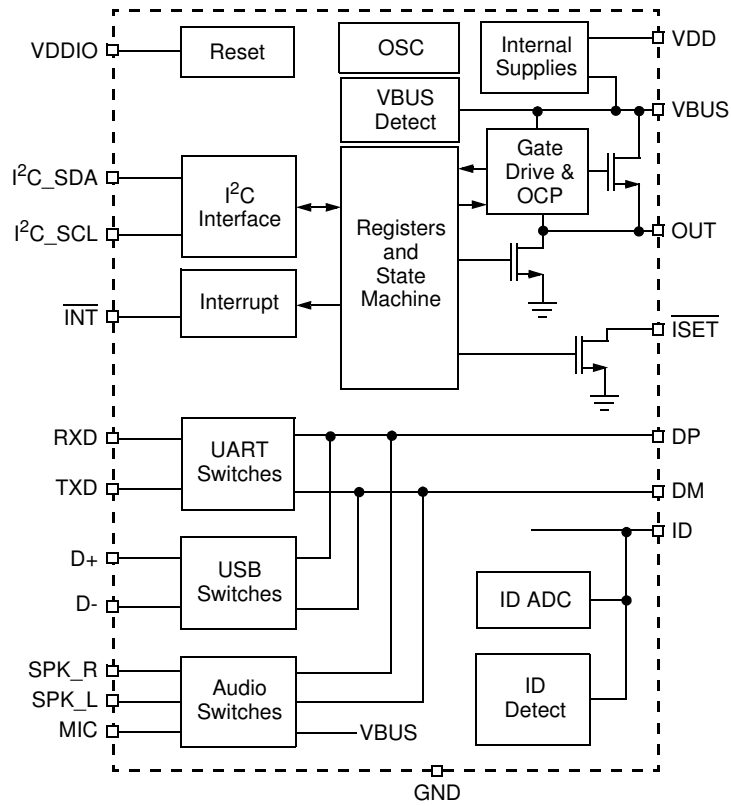 VDDIO
Reset
OSC
Internal
Supplies
VDD
VBUS
Detect
VBUS
I²C_SDA
I²C
Interface
I²C_SCL
Registers
and
State
Machine
Gate
Drive &
OCP
OUT
INT
Interrupt
ISET
RXD
UART
Switches
TXD
DP
DM
ID
D+
USB
Switches
D-
ID ADC
SPK_R
Audio
Switches
SPK_L
MIC
VBUS
ID
Detect
GND